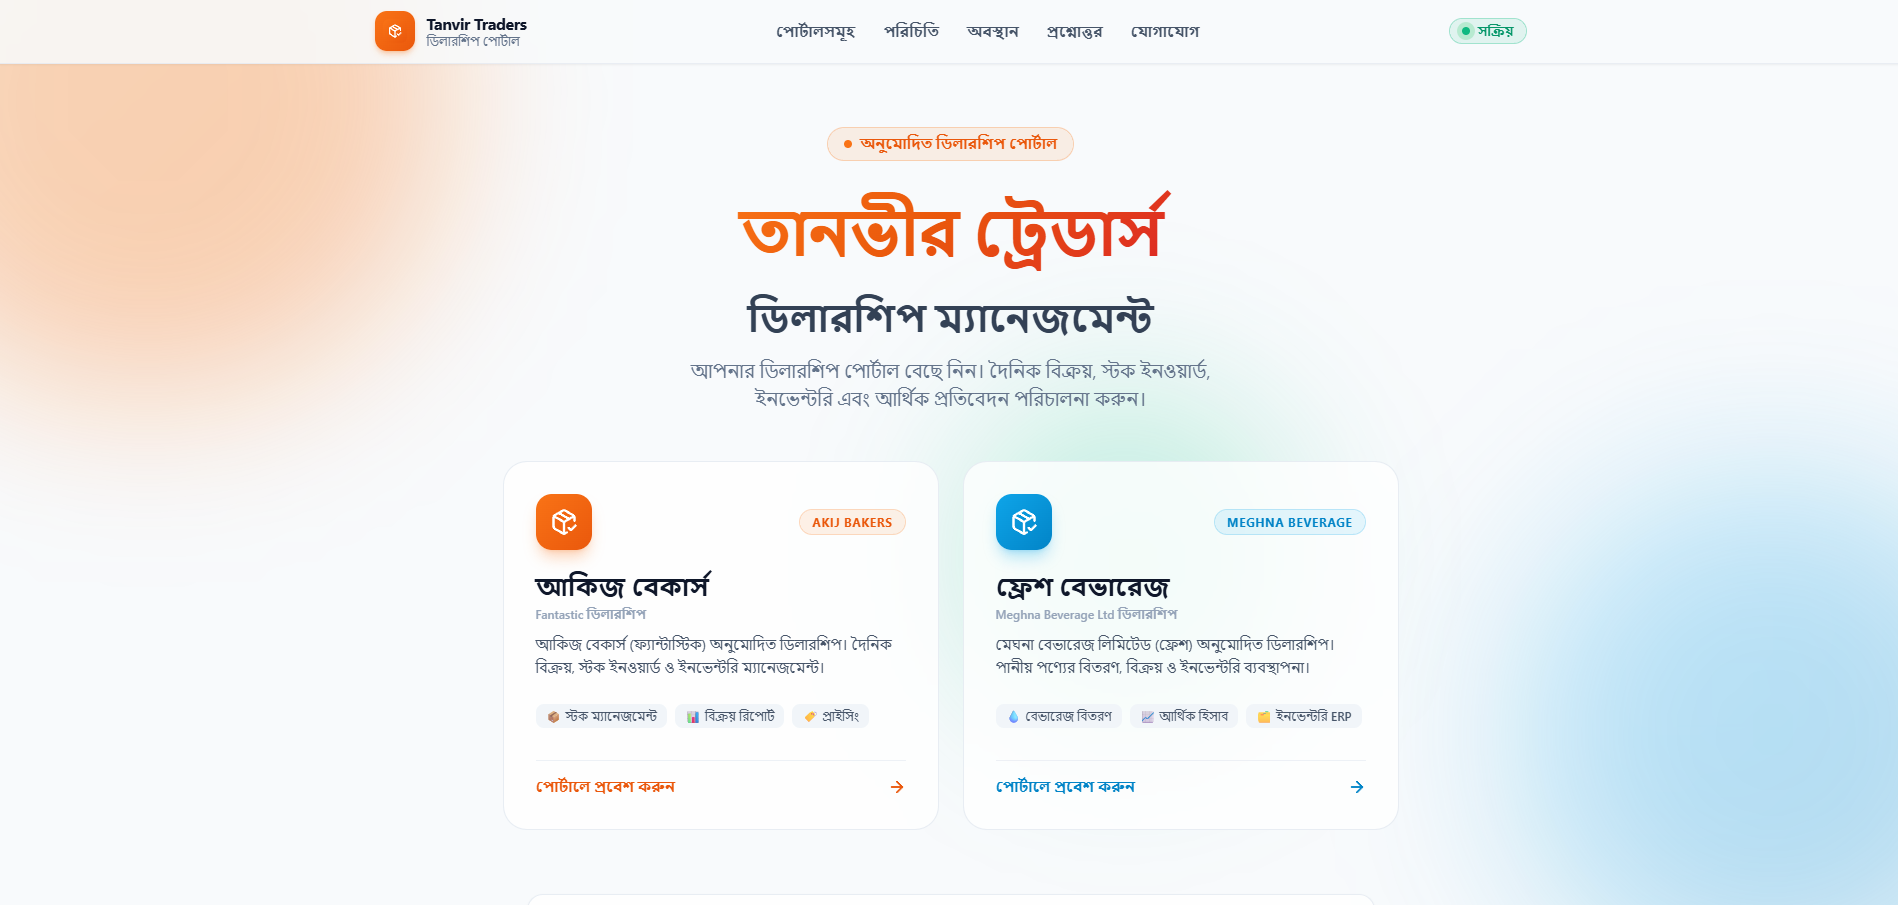 Tanvir Traders
ডিলারশিপ পোর্টাল
পোর্টালসমূহ
পরিচিতি
অবস্থান
প্রশ্নোত্তর
যোগাযোগ
সক্রিয়
অনুমোদিত ডিলারশিপ পোর্টাল
তানভীর ট্রেডার্স
ডিলারশিপ ম্যানেজমেন্ট
আপনার ডিলারশিপ পোর্টাল বেছে নিন। দৈনিক বিক্রয়, স্টক ইনওয়ার্ড,
ইনভেন্টরি এবং আর্থিক প্রতিবেদন পরিচালনা করুন।
AKIJ BAKERS
আকিজ বেকার্স
Fantastic ডিলারশিপ
আকিজ বেকার্স (ফ্যান্টাস্টিক) অনুমোদিত ডিলারশিপ। দৈনিক
বিক্রয়, স্টক ইনওয়ার্ড ও ইনভেন্টরি ম্যানেজমেন্ট।
স্টক ম্যানেজমেন্ট
বিক্রয় রিপোর্ট
প্রাইসিং
পোর্টালে প্রবেশ করুন
MEGHNA BEVERAGE
ফ্রেশ বেভারেজ
Meghna Beverage Ltd ডিলারশিপ
মেঘনা বেভারেজ লিমিটেড (ফ্রেশ) অনুমোদিত ডিলারশিপ।
পানীয় পণ্যের বিতরণ, বিক্রয় ও ইনভেন্টরি ব্যবস্থাপনা।
বেভারেজ বিতরণ
আর্থিক হিসাব
ইনভেন্টরি ERP
পোর্টালে প্রবেশ করুন